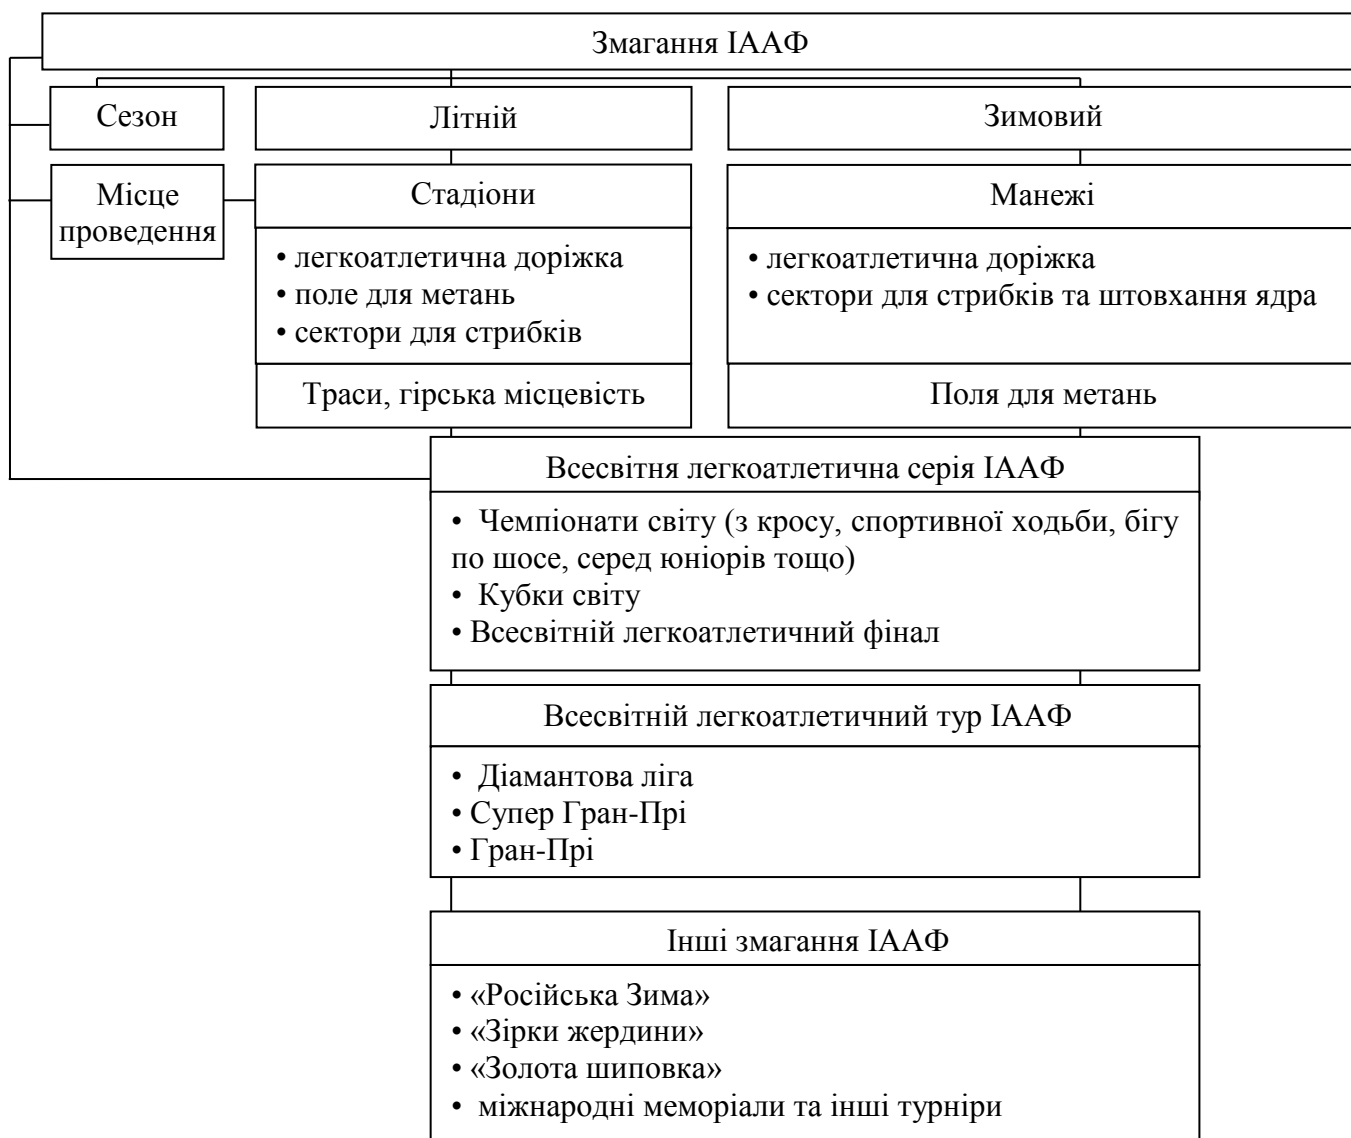 Змагання ІААФ
Сезон
Літній
Зимовий
Місце
проведення
Стадіони
Манежі
• легкоатлетична доріжка
• поле для метань
• сектори для стрибків
• легкоатлетична доріжка
• сектори для стрибків та штовхання ядра
Траси, гірська місцевість
Поля для метань
Всесвітня легкоатлетична серія ІААФ
• Чемпіонати світу (з кросу, спортивної ходьби, бігу
по шосе, серед юніорів тощо)
• Кубки світу
• Всесвітній легкоатлетичний фінал
Всесвітній легкоатлетичний тур ІААФ
• Діамантова ліга
• Супер Гран-Прі
• Гран-Прі
Інші змагання ІААФ
• «Російська Зима»
• «Зірки жердини»
• «Золота шиповка»
• міжнародні меморіали та інші турніри